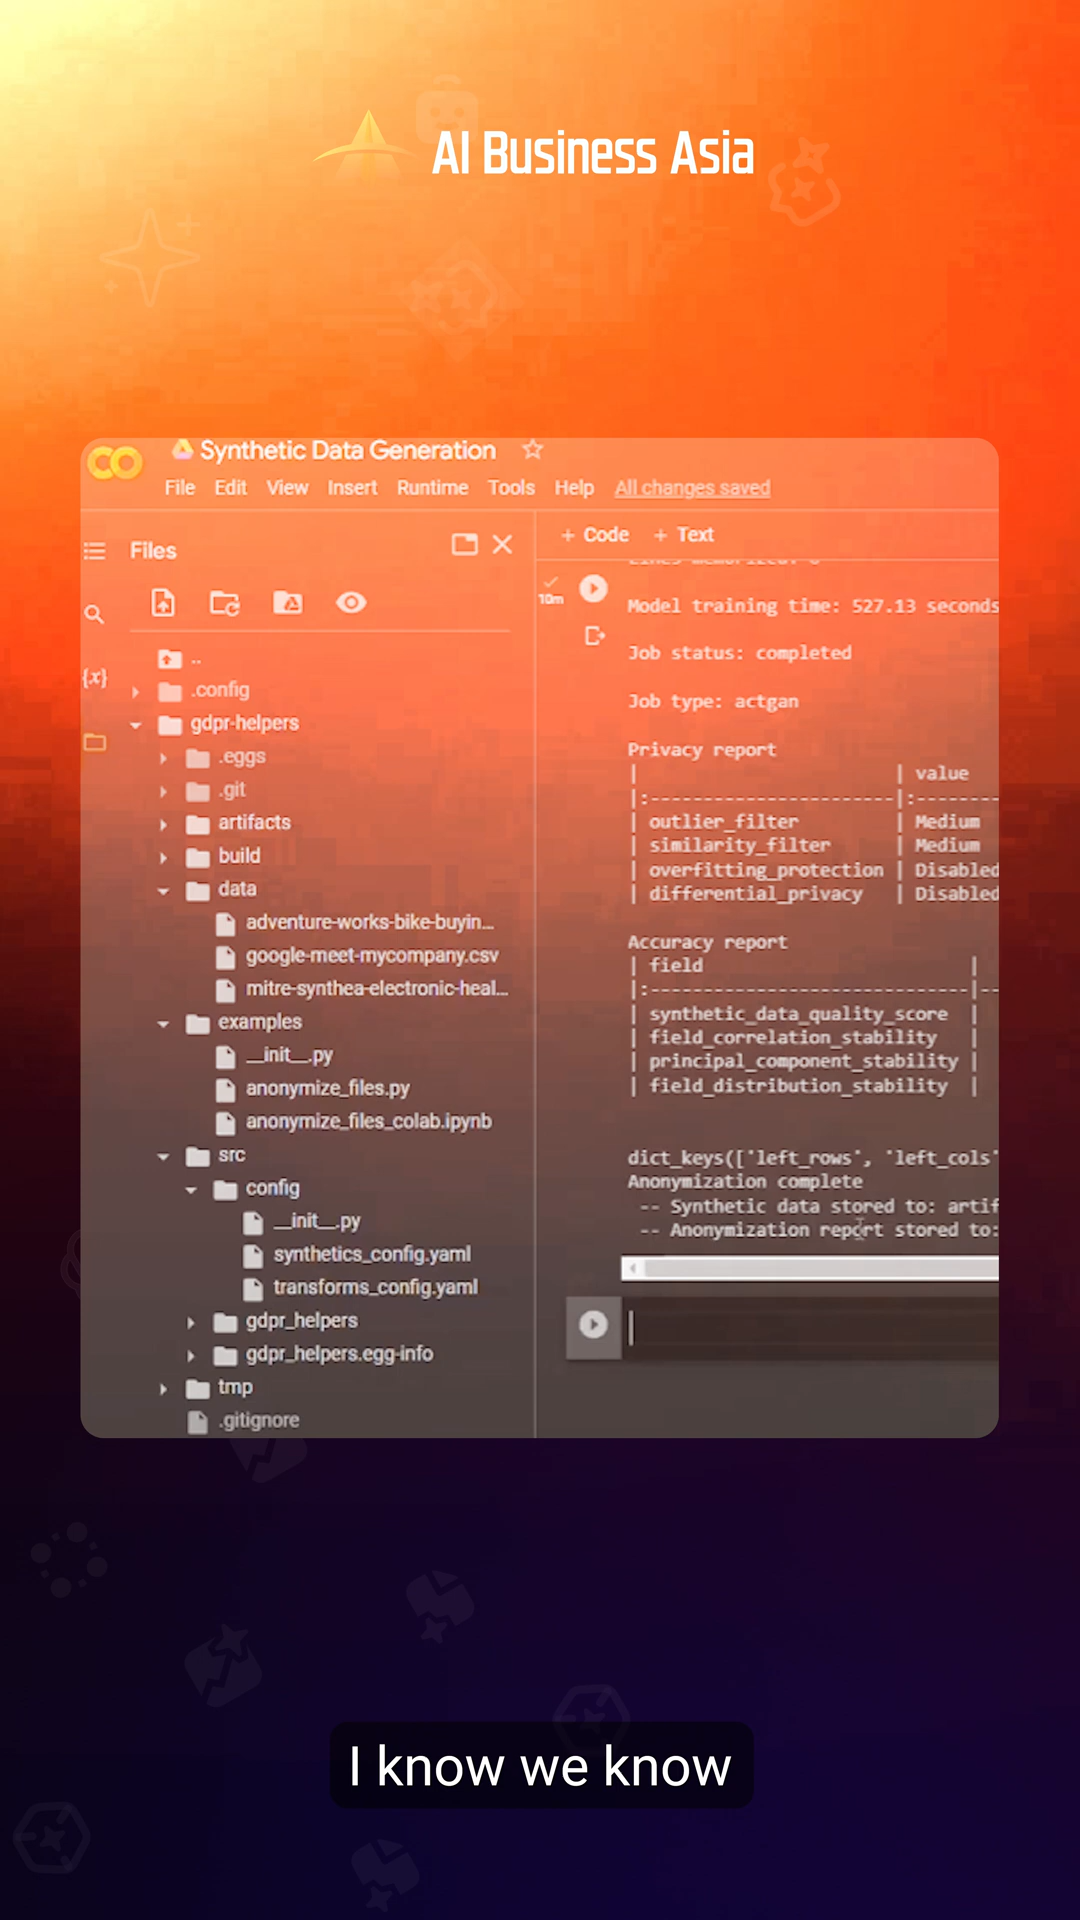 AI Business Asia
Synthetic Data Generation
File Edit View Insert Runtime Tools Help All changes saved
Files
+ Code + Text
..
.config
gdpr-helpers
.eggs
.git
artifacts
build
data
adventure-works-bike-buyin...
google-meet-mycompany.csv
mitre-synthea-electronic-heal...
examples
__init__.py
anonymize_files.py
anonymize_files_colab.ipynb
src
config
__init__.py
synthetics_config.yaml
transforms_config.yaml
gdpr_helpers
gdpr_helpers.egg-info
tmp
.gitignore
{x}
10m
Model training time: 527.13 seconds
Job status: completed
Job type: actgan
Privacy report
| | value
|:-----------------------|:--------
| outlier_filter | Medium
| similarity_filter | Medium
| overfitting_protection | Disabled
| differential_privacy | Disabled
Accuracy report
| field |
|:------------------------------|--
| synthetic_data_quality_score |
| field_correlation_stability |
| principal_component_stability |
| field_distribution_stability |
dict_keys(['left_rows', 'left_cols'
Anonymization complete
-- Synthetic data stored to: artif
-- Anonymization report stored to:
I know we know